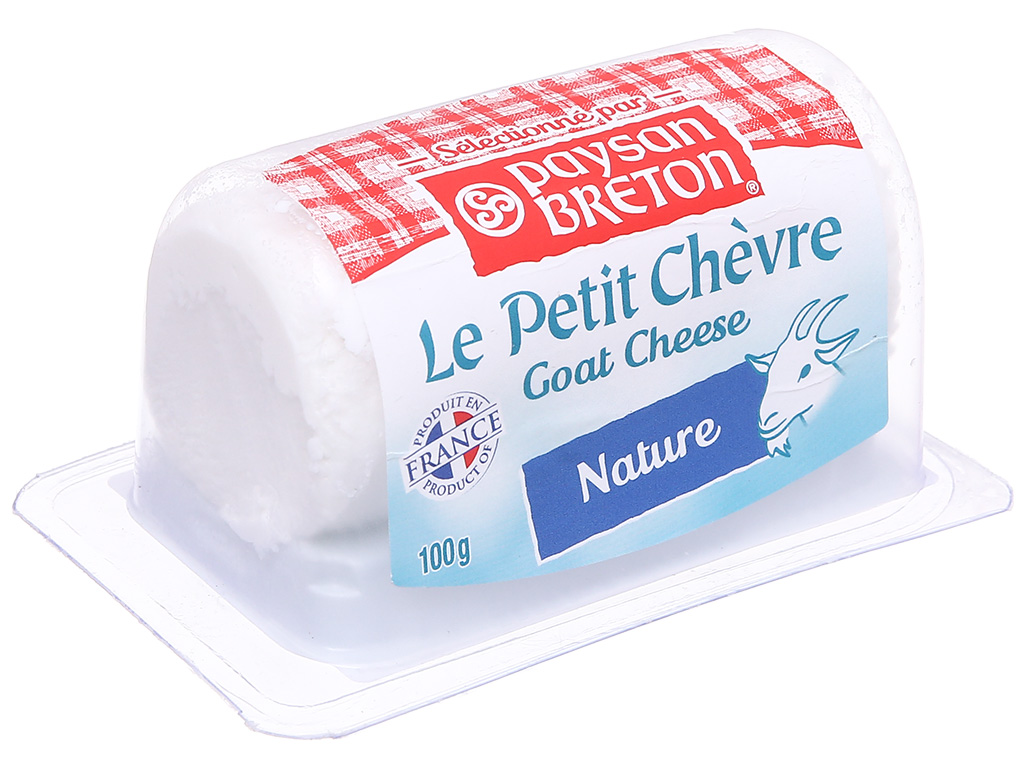 — Sélectionné par —
paysan
BRETON®
Le Petit Chèvre
Goat Cheese
PRODUIT EN
FRANCE
PRODUCT OF
Nature
100g